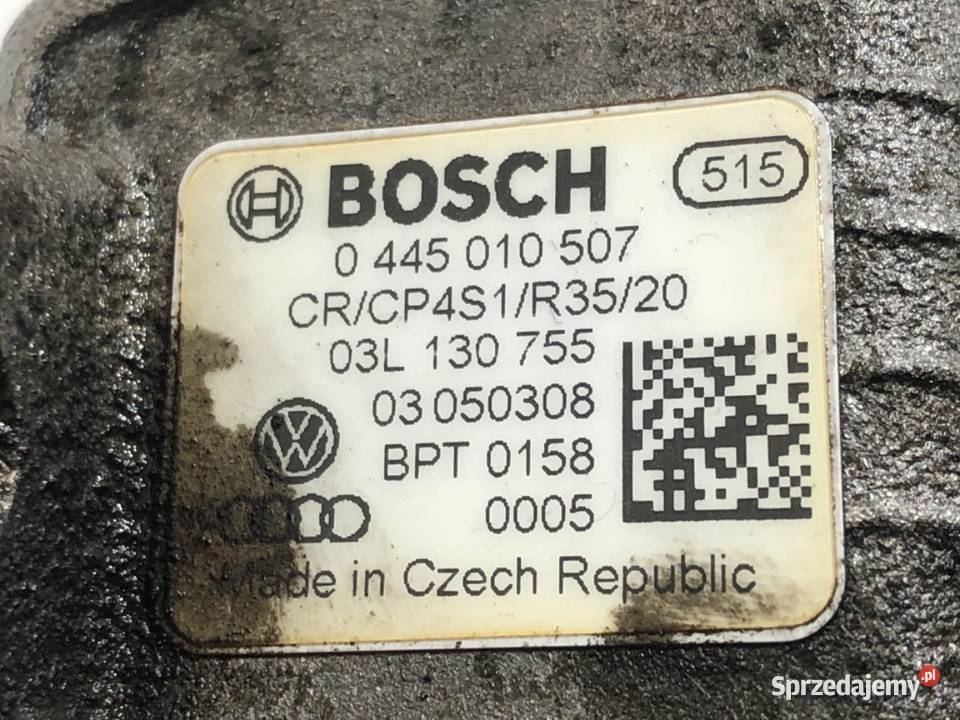 BOSCH 515
0 445 010 507
CR/CP4S1/R35/20
03L 130 755
03 050308
BPT 0158
0005
Made in Czech Republic
Sprzedajemy.pl